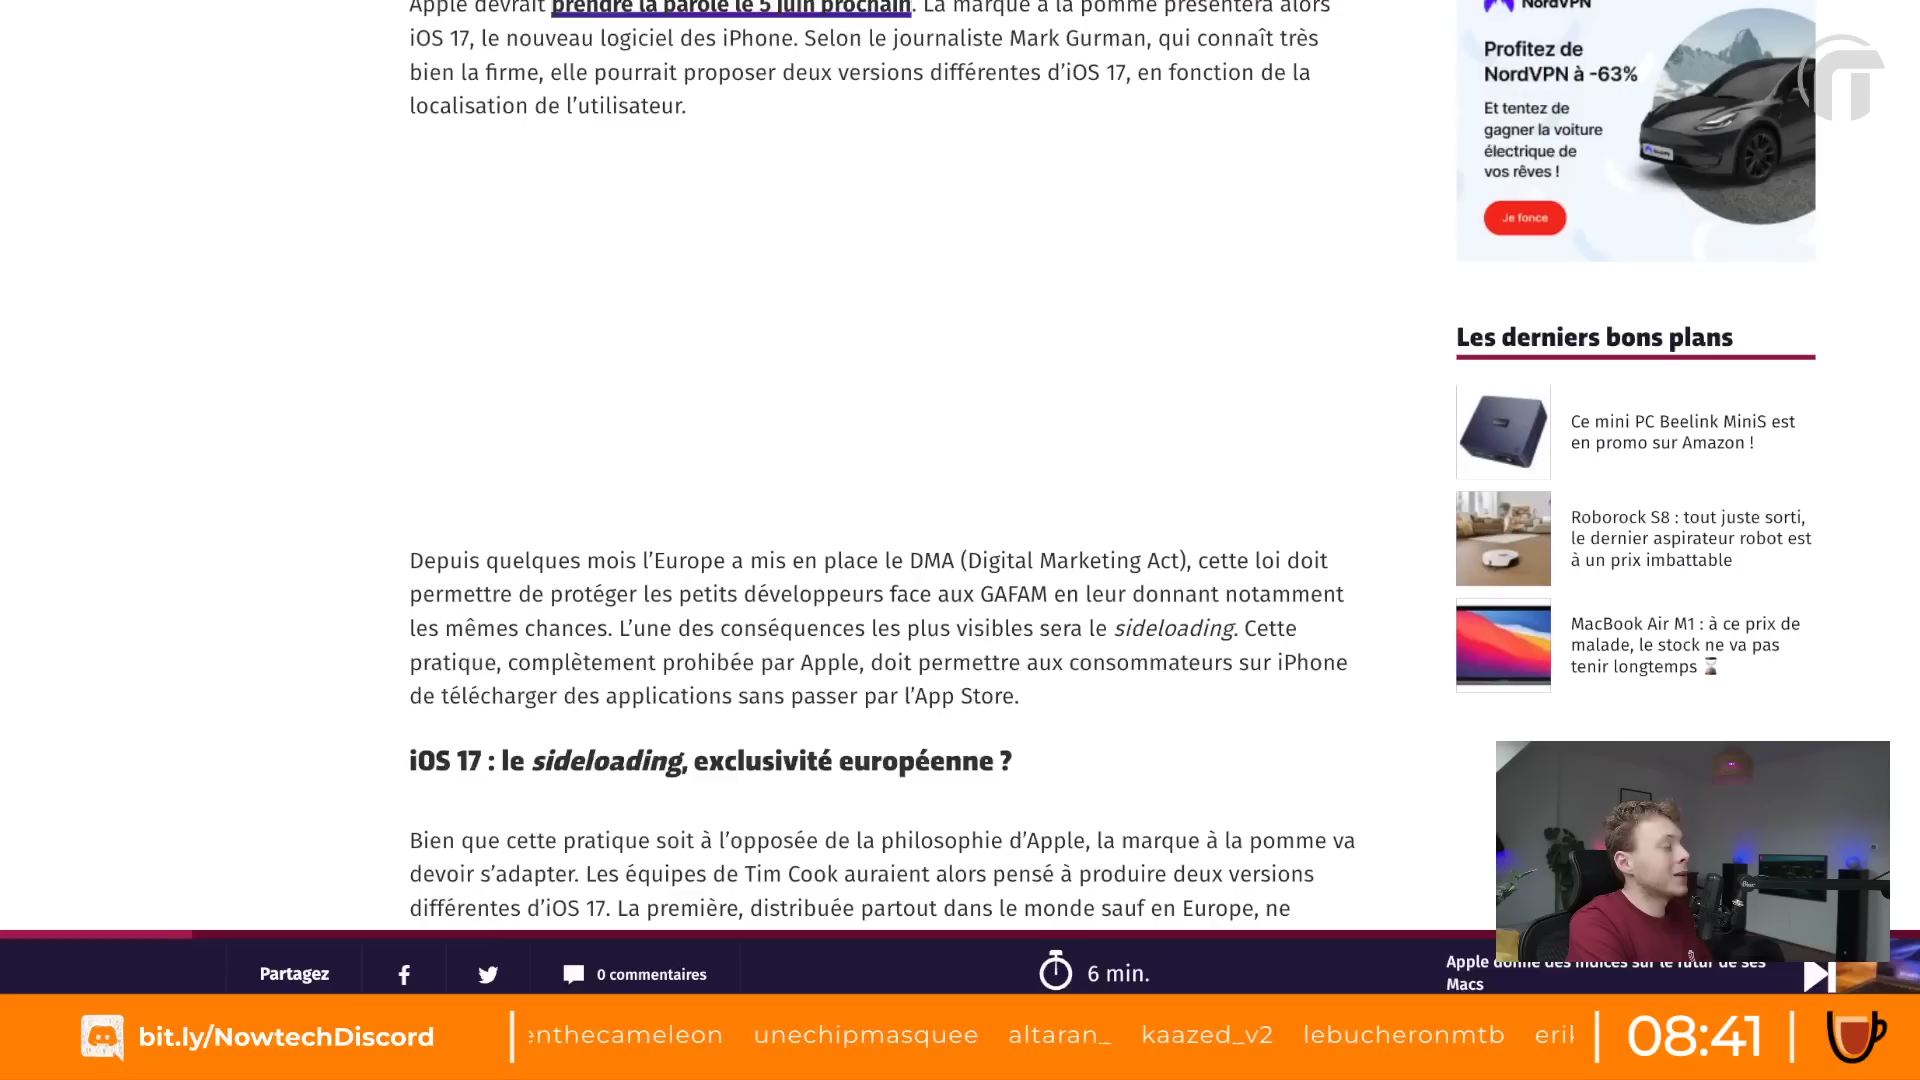 Apple devrait prendre la parole le 5 juin prochain. La marque à la pomme présentera alors
iOS 17, le nouveau logiciel des iPhone. Selon le journaliste Mark Gurman, qui connaît très
bien la firme, elle pourrait proposer deux versions différentes d’iOS 17, en fonction de la
localisation de l’utilisateur.
Depuis quelques mois l’Europe a mis en place le DMA (Digital Marketing Act), cette loi doit
permettre de protéger les petits développeurs face aux GAFAM en leur donnant notamment
les mêmes chances. L’une des conséquences les plus visibles sera le sideloading. Cette
pratique, complètement prohibée par Apple, doit permettre aux consommateurs sur iPhone
de télécharger des applications sans passer par l’App Store.
iOS 17 : le sideloading, exclusivité européenne ?
Bien que cette pratique soit à l’opposée de la philosophie d’Apple, la marque à la pomme va
devoir s’adapter. Les équipes de Tim Cook auraient alors pensé à produire deux versions
différentes d’iOS 17. La première, distribuée partout dans le monde sauf en Europe, ne
NordVPN
Profitez de
NordVPN à -63%
Et tentez de
gagner la voiture
électrique de
vos rêves !
Je fonce
Les derniers bons plans
Ce mini PC Beelink MiniS est
en promo sur Amazon !
Roborock S8 : tout juste sorti,
le dernier aspirateur robot est
à un prix imbattable
MacBook Air M1 : à ce prix de
malade, le stock ne va pas
tenir longtemps ⌛
Partagez
0 commentaires
6 min.
Apple donne des indices sur le futur de ses
Macs
bit.ly/NowtechDiscord
enthecameleon unechipmasquee altaran_ kaazed_v2 lebucheronmtb erik
08:41